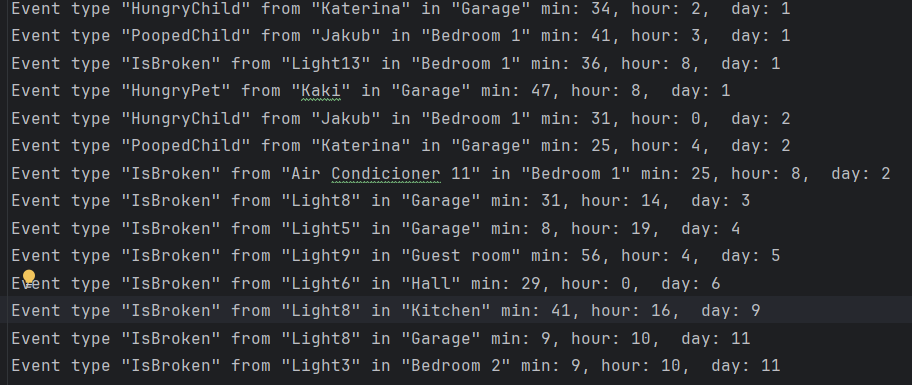 Event type "HungryChild" from "Katerina" in "Garage" min: 34, hour: 2,  day: 1
Event type "PoopedChild" from "Jakub" in "Bedroom 1" min: 41, hour: 3,  day: 1
Event type "IsBroken" from "Light13" in "Bedroom 1" min: 36, hour: 8,  day: 1
Event type "HungryPet" from "Kaki" in "Garage" min: 47, hour: 8,  day: 1
Event type "HungryChild" from "Jakub" in "Bedroom 1" min: 31, hour: 0,  day: 2
Event type "PoopedChild" from "Katerina" in "Garage" min: 25, hour: 4,  day: 2
Event type "IsBroken" from "Air Condicioner 11" in "Bedroom 1" min: 25, hour: 8,  day: 2
Event type "IsBroken" from "Light8" in "Garage" min: 31, hour: 14,  day: 3
Event type "IsBroken" from "Light5" in "Garage" min: 8, hour: 19,  day: 4
Event type "IsBroken" from "Light9" in "Guest room" min: 56, hour: 4,  day: 5
Event type "IsBroken" from "Light6" in "Hall" min: 29, hour: 0,  day: 6
Event type "IsBroken" from "Light8" in "Kitchen" min: 41, hour: 16,  day: 9
Event type "IsBroken" from "Light8" in "Garage" min: 9, hour: 10,  day: 11
Event type "IsBroken" from "Light3" in "Bedroom 2" min: 9, hour: 10,  day: 11